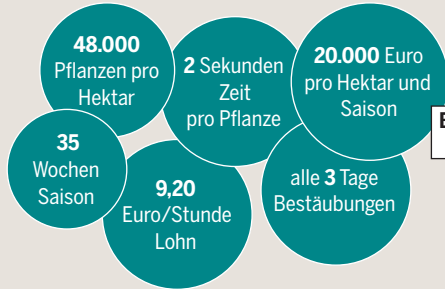 48.000
Pflanzen pro
Hektar
2 Sekunden
Zeit
pro Pflanze
20.000 Euro
pro Hektar und
Saison
35
Wochen
Saison
9,20
Euro/Stunde
Lohn
alle 3 Tage
Bestäubungen